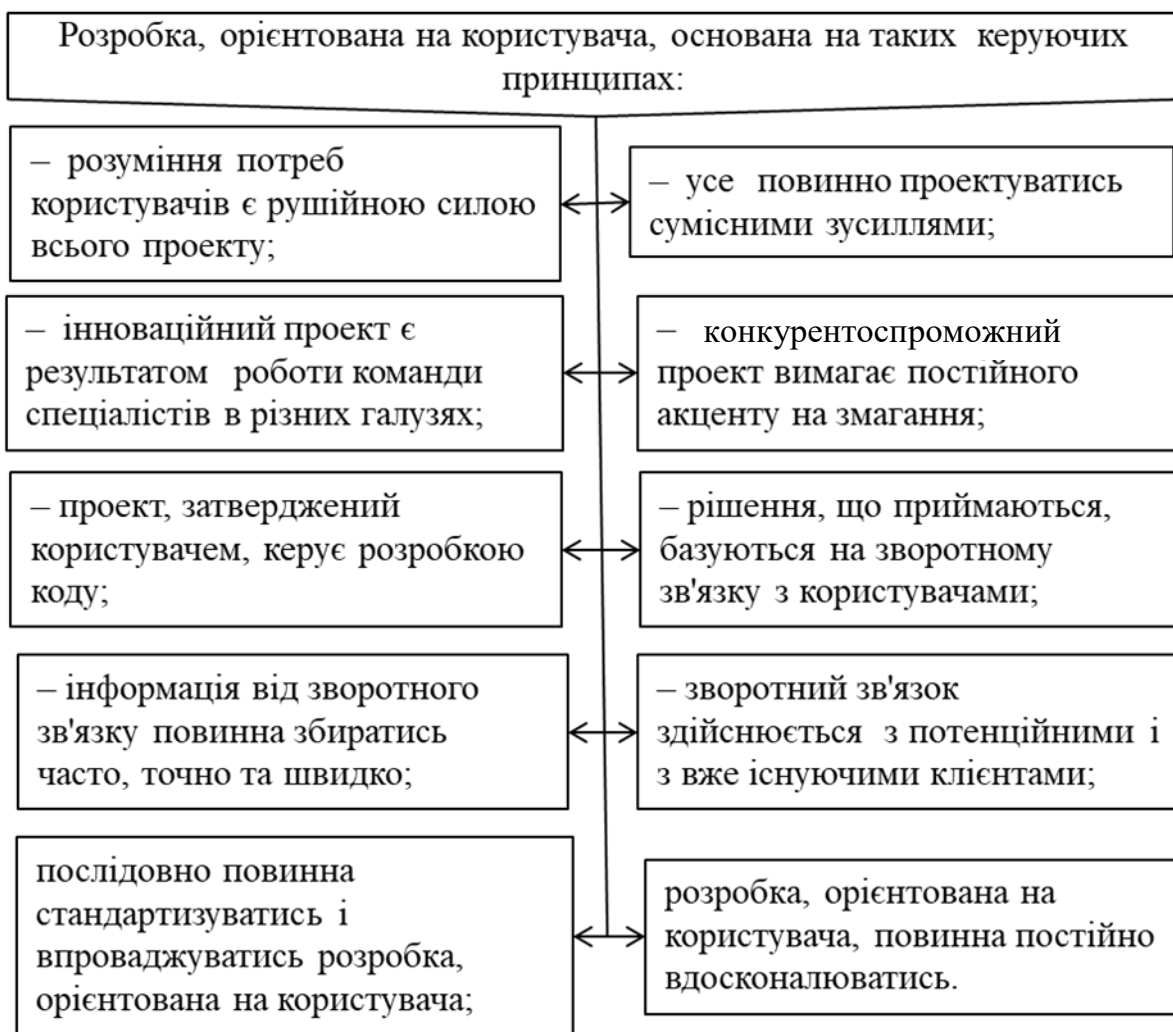 Розробка, орієнтована на користувача, основана на таких керуючих
принципах:
– розуміння потреб
користувачів є рушійною силою
всього проекту;
– усе повинно проектуватись
сумісними зусиллями;
– інноваційний проект є
результатом роботи команди
спеціалістів в різних галузях;
– конкурентоспроможний
проект вимагає постійного
акценту на змагання;
– проект, затверджений
користувачем, керує розробкою
коду;
– рішення, що приймаються,
базуються на зворотному
зв'язку з користувачами;
– інформація від зворотного
зв'язку повинна збиратись
часто, точно та швидко;
– зворотний зв'язок
здійснюється з потенційними і
з вже існуючими клієнтами;
послідовно повинна
стандартизуватись і
впроваджуватись розробка,
орієнтована на користувача;
розробка, орієнтована на
користувача, повинна постійно
вдосконалюватись.